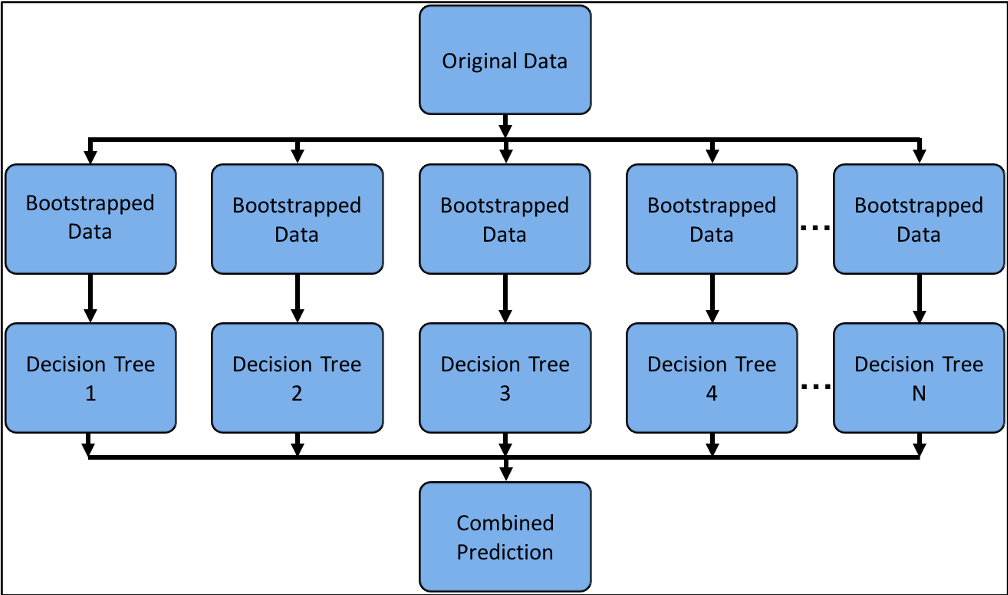 Original Data
Bootstrapped
Data
Bootstrapped
Data
Bootstrapped
Data
Bootstrapped
Data
...
Bootstrapped
Data
Decision Tree
1
Decision Tree
2
Decision Tree
3
Decision Tree
4
...
Decision Tree
N
Combined
Prediction